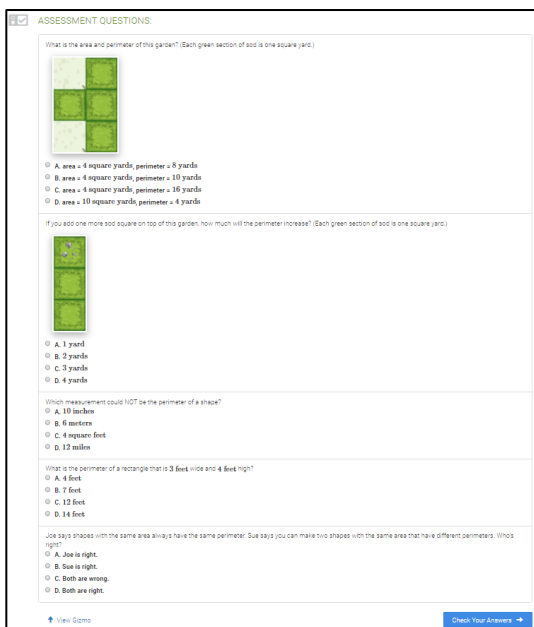 ASSESSMENT QUESTIONS:
What is the area and perimeter of this garden? (Each green section of sod is one square yard.)
A. area = 4 square yards, perimeter = 8 yards
B. area = 4 square yards, perimeter = 10 yards
C. area = 4 square yards, perimeter = 16 yards
D. area = 10 square yards, perimeter = 4 yards
If you add one more sod square on top of this garden, how much will the perimeter increase? (Each green section of sod is one square yard.)
A. 1 yard
B. 2 yards
C. 3 yards
D. 4 yards
Which measurement could NOT be the perimeter of a shape?
A. 10 inches
B. 6 meters
C. 4 square feet
D. 12 miles
What is the perimeter of a rectangle that is 3 feet wide and 4 feet high?
A. 4 feet
B. 7 feet
C. 12 feet
D. 14 feet
Joe says shapes with the same area always have the same perimeter. Sue says you can make two shapes with the same area that have different perimeters. Who's
right?
A. Joe is right.
B. Sue is right.
C. Both are wrong.
D. Both are right.
View Gizmo
Check Your Answers